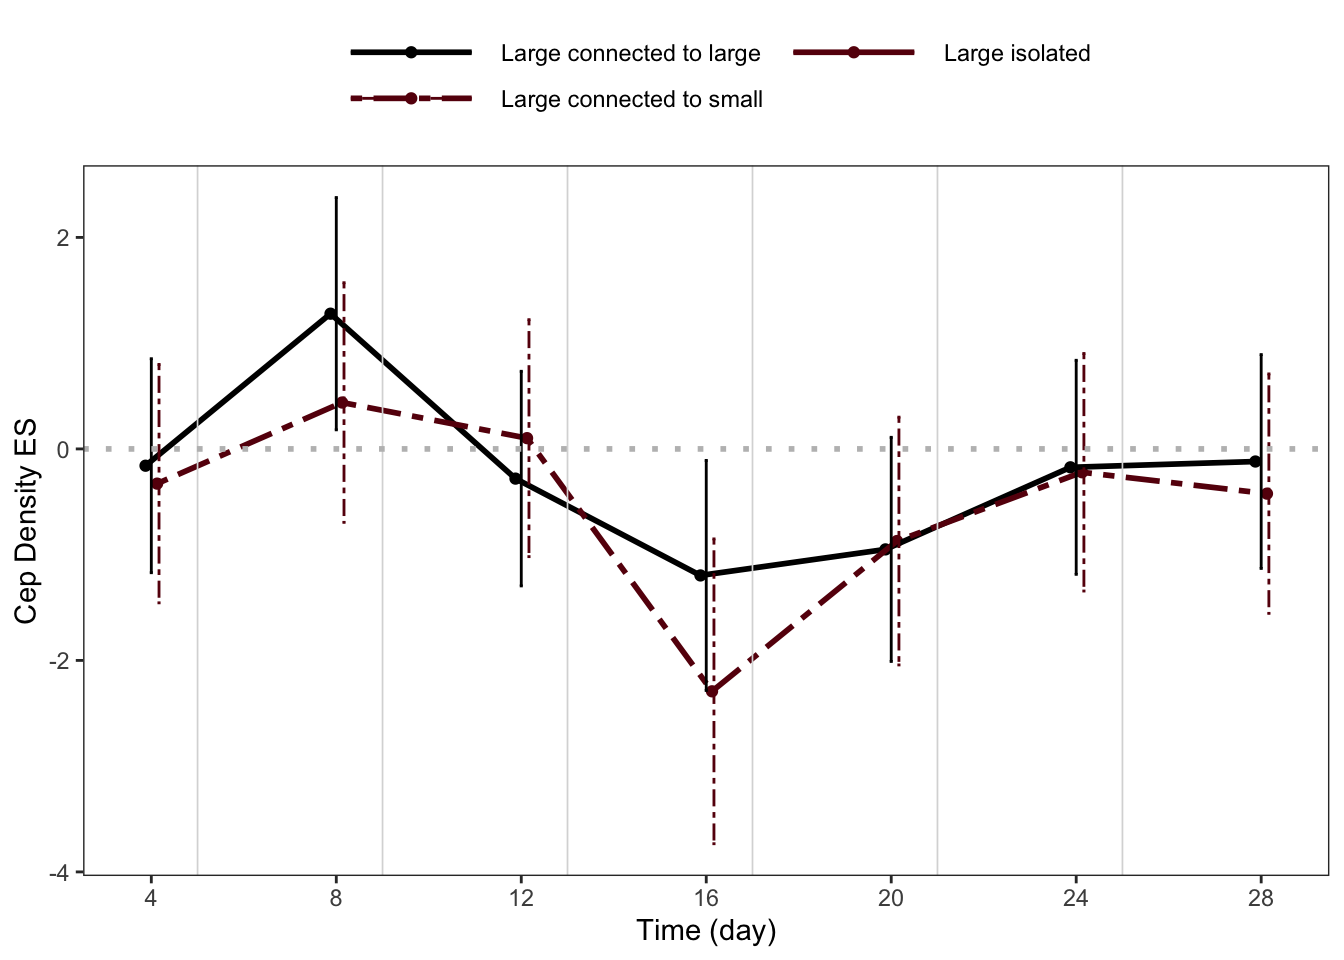 Large connected to large
Large isolated
Large connected to small
Cep Density ES
2
0
-2
-4
4
8
12
16
20
24
28
Time (day)